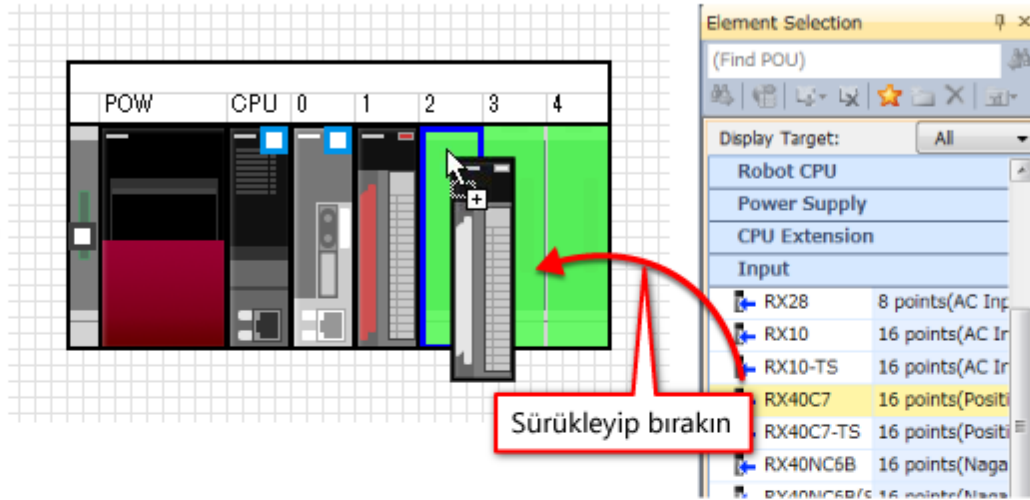 Element Selection
(Find POU)
Display Target: All
POW CPU 0 1 2 3 4
Robot CPU
Power Supply
CPU Extension
Input
RX28 8 points(AC Inp
RX10 16 points(AC Ir
RX10-TS 16 points(AC Ir
RX40C7 16 points(Positi
RX40C7-TS 16 points(Positi
RX40NC6B 16 points(Naga
Sürükleyip bırakın